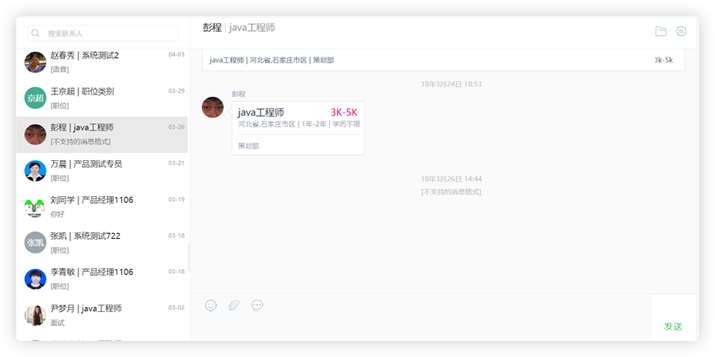 搜索联系人
赵春秀 | 系统测试2 04-03
[语音]
京超
王京超 | 职位类别 03-29
[职位]
彭程 | java工程师 03-26
[不支持的消息格式]
万晨 | 产品测试专员 03-21
[职位]
刘同学 | 产品经理1106 03-19
你好
张凯
张凯 | 系统测试722 03-18
[职位]
李青敏 | 产品经理1106 03-18
[职位]
尹梦月 | java工程师 03-02
面试
彭程 | java工程师
java工程师 | 河北省,石家庄市区 | 策划部 3k-5k
18年3月24日 18:53
彭程
java工程师 3K-5K
河北省,石家庄市区 | 1年-2年 | 学历不限
策划部
18年3月26日 14:44
[不支持的消息格式]
发送